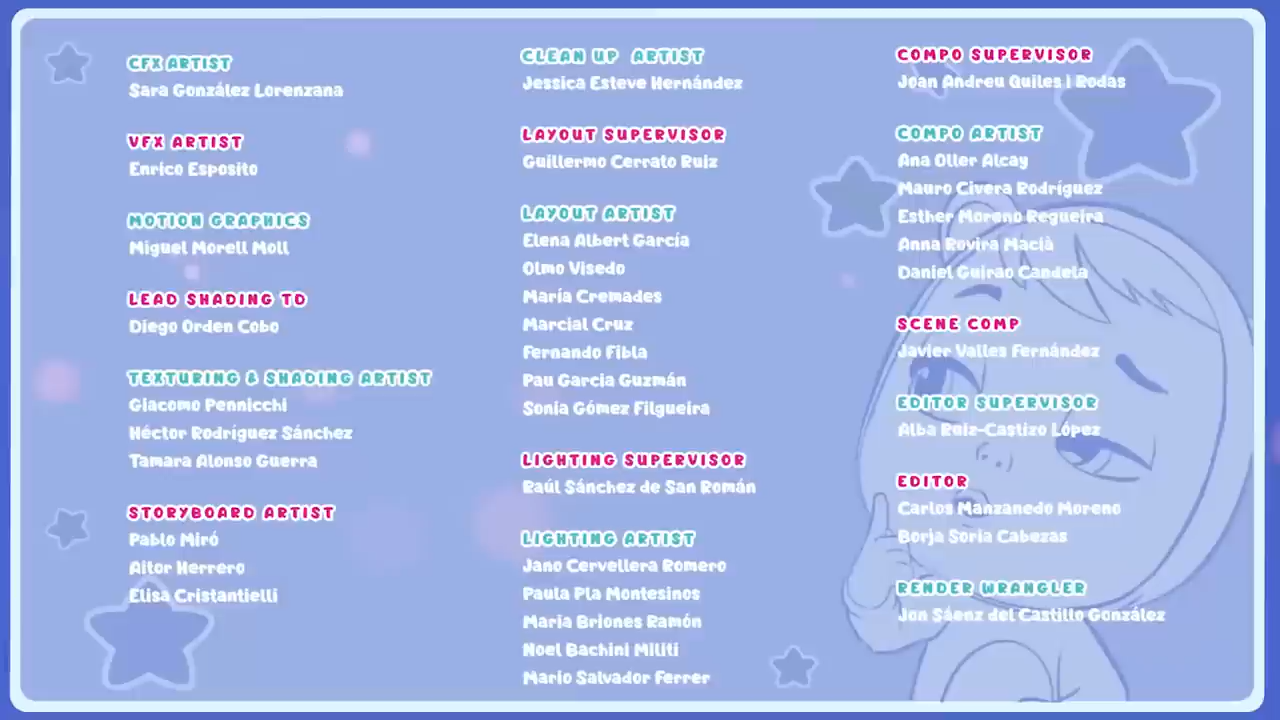 CFX ARTIST
Sara González Lorenzana
VFX ARTIST
Enrico Esposito
MOTION GRAPHICS
Miguel Morell Moll
LEAD SHADING TD
Diego Orden Cobo
TEXTURING & SHADING ARTIST
Giacomo Pennicchi
Héctor Rodríguez Sánchez
Tamara Alonso Guerra
STORYBOARD ARTIST
Pablo Miró
Aitor Herrero
Elisa Cristantielli
CLEAN UP ARTIST
Jessica Esteve Hernández
LAYOUT SUPERVISOR
Guillermo Cerrato Ruiz
LAYOUT ARTIST
Elena Albert García
Olmo Visedo
María Cremades
Marcial Cruz
Fernando Fibla
Pau Garcia Guzmán
Sonia Gómez Filgueira
LIGHTING SUPERVISOR
Raúl Sánchez de San Román
LIGHTING ARTIST
Jano Cervellera Romero
Paula Pla Montesinos
Maria Briones Ramón
Noel Bachini Militi
Mario Salvador Ferrer
COMPO SUPERVISOR
Joan Andreu Quiles I Rodas
COMPO ARTIST
Ana Oller Alcay
Mauro Civera Rodríguez
Esther Moreno Regueira
Anna Rovira Macià
Daniel Guirao Candela
SCENE COMP
Javier Valles Fernández
EDITOR SUPERVISOR
Alba Ruiz-Castizo López
EDITOR
Carlos Manzanedo Moreno
Borja Soria Cabezas
RENDER WRANGLER
Jon Sáenz del Castillo González